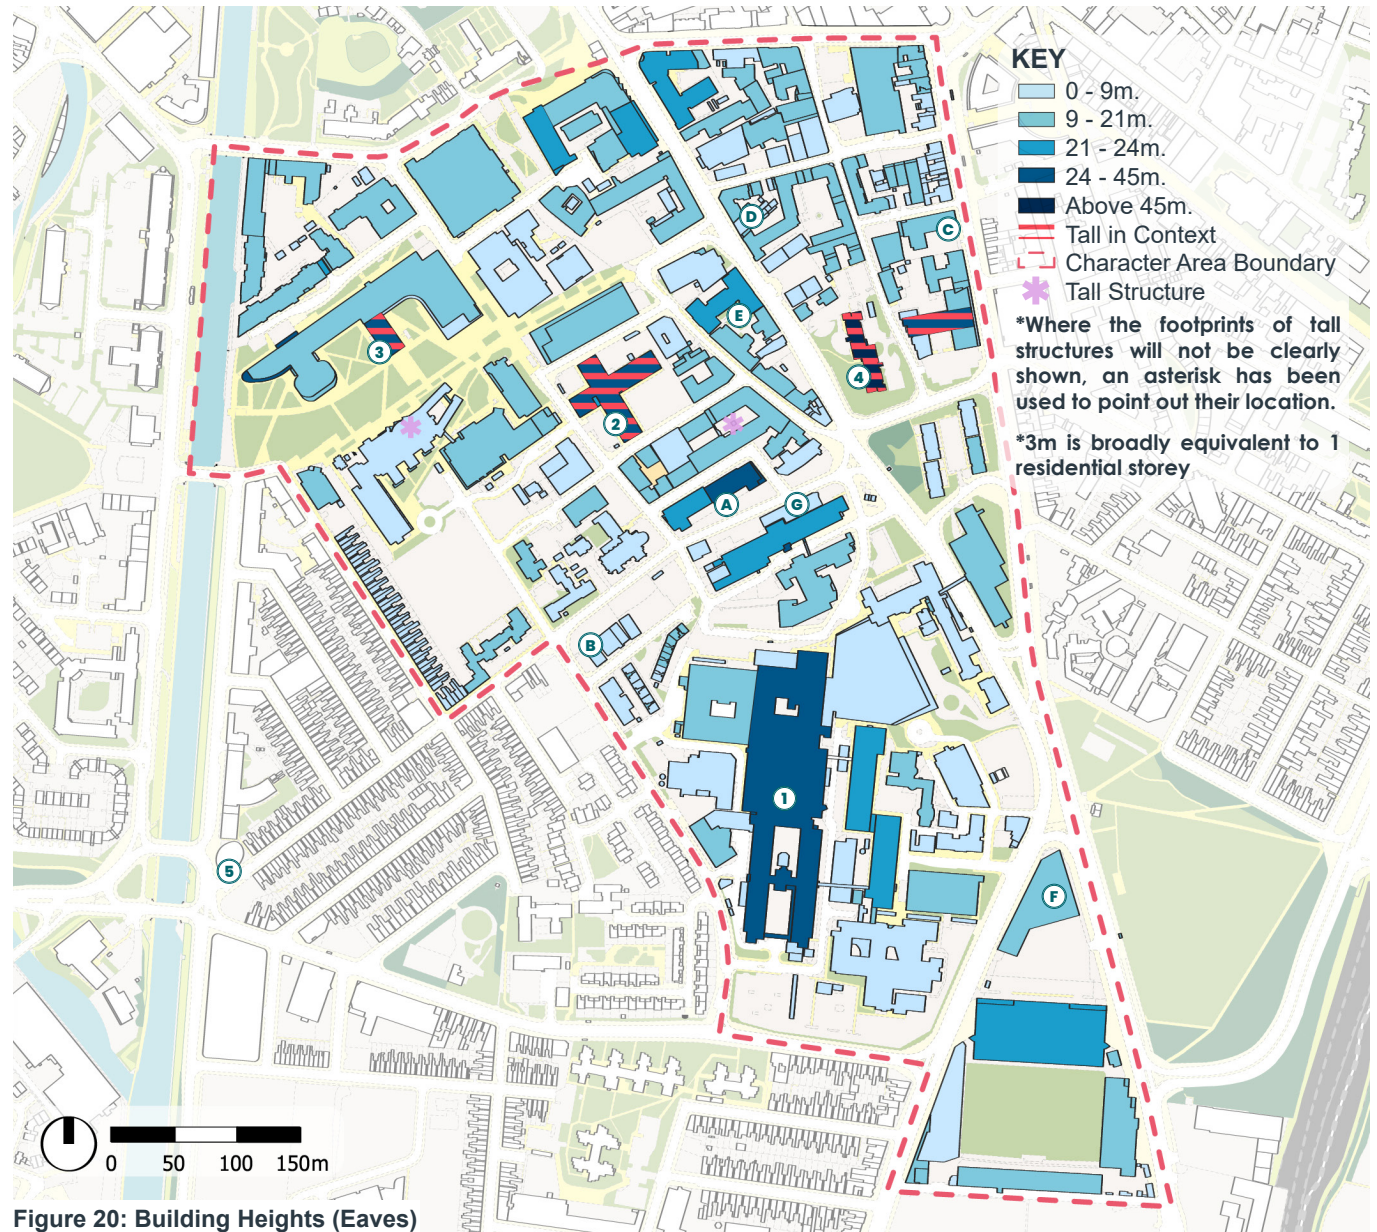 KEY
0 - 9m.
9 - 21m.
21 - 24m.
24 - 45m.
Above 45m.
Tall in Context
Character Area Boundary
Tall Structure
*Where the footprints of tall
structures will not be clearly
shown, an asterisk has been
used to point out their location.
*3m is broadly equivalent to 1
residential storey
D
C
E
3
4
2
A
G
B
1
5
F
0 50 100 150m
Figure 20: Building Heights (Eaves)